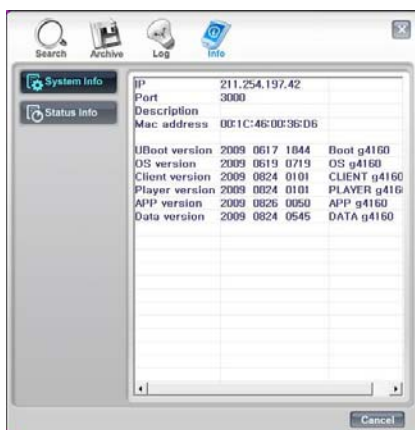 Search Archive Log Info
System Info
Status Info
IP 211.254.197.42
Port 3000
Description
Mac address 00:1C:46:00:36:D6
UBoot version 2009 0617 1844 Boot g4160
OS version 2009 0619 0719 OS g4160
Client version 2009 0824 0101 CLIENT g4160
Player version 2009 0824 0101 PLAYER g416
APP version 2009 0826 0050 APP g4160
Data version 2009 0824 0545 DATA g4160
Cancel